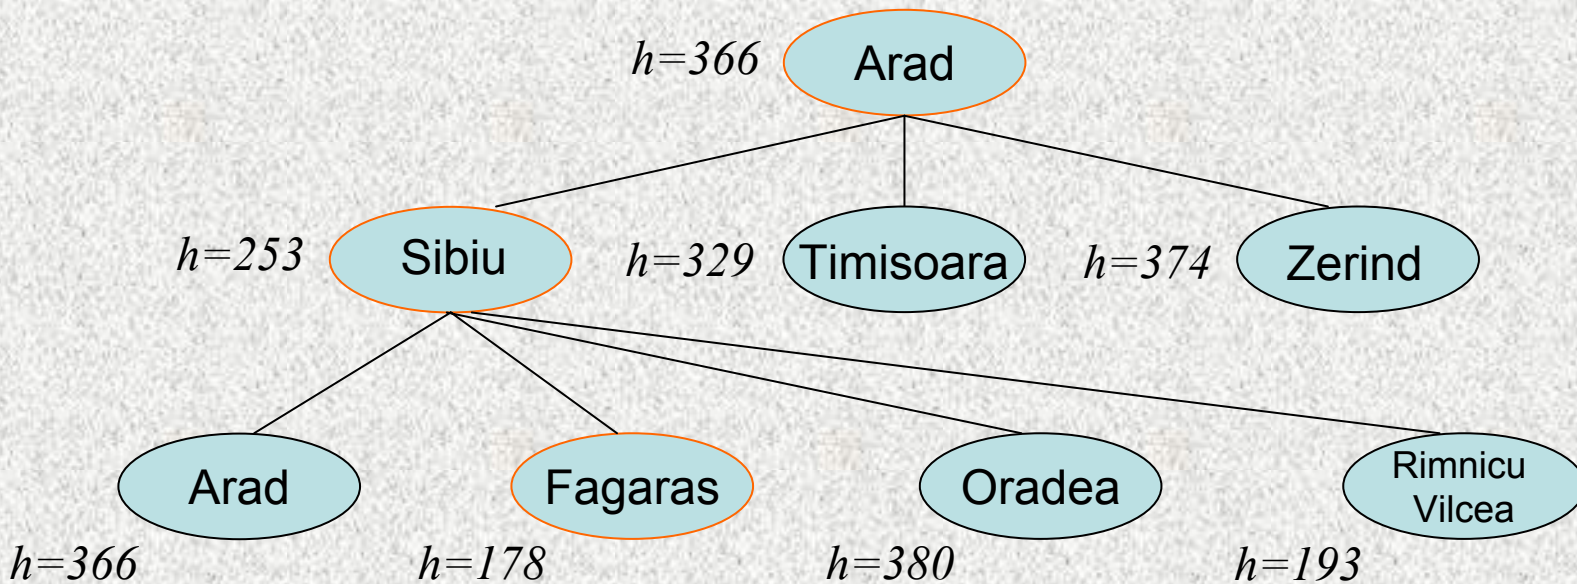 h=366 Arad
h=253 Sibiu h=329 Timisoara h=374 Zerind
Arad Fagaras Oradea Rimnicu
Vilcea
h=366 h=178 h=380 h=193